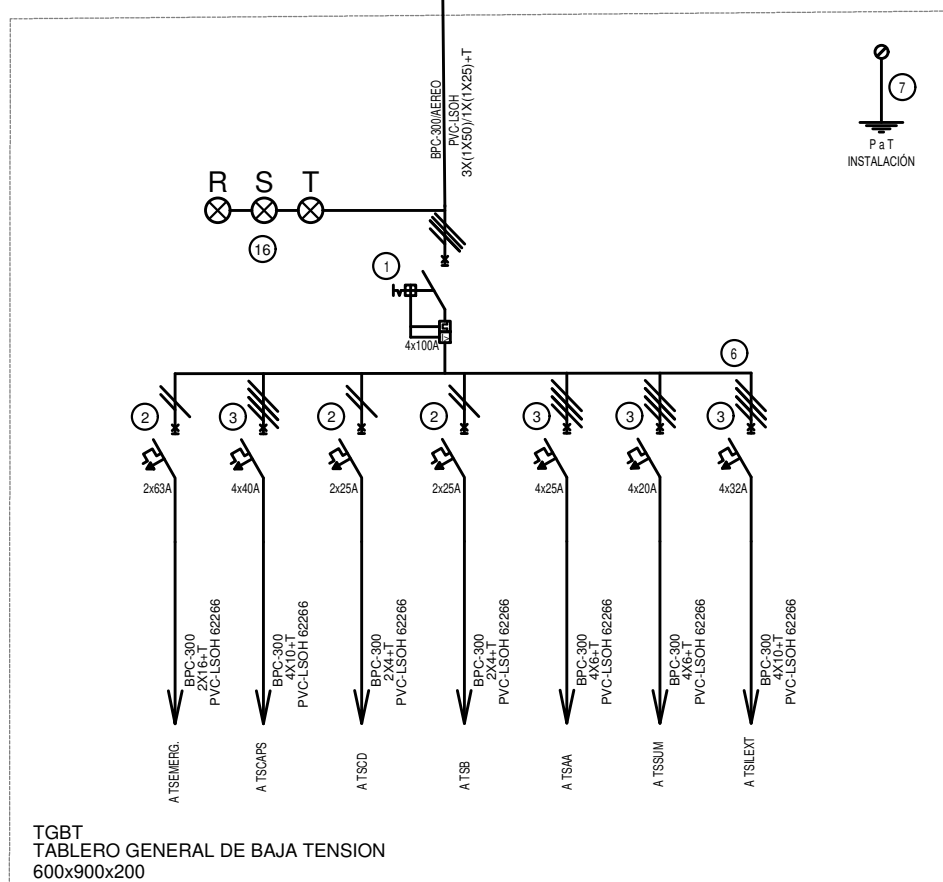 BPC-300/AEREO
PVC-LSOH
3X(1X50)/1X(1X25)+T
7
P a T
INSTALACIÓN
R S T
16
1
4x100A
6
2
3
2
2
3
3
3
2x63A
4x40A
2x25A
2x25A
4x25A
4x20A
4x32A
BPC-300
2X16+T
PVC-LSOH 62266
BPC-300
4X10+T
PVC-LSOH 62266
BPC-300
2X4+T
PVC-LSOH 62266
BPC-300
2X4+T
PVC-LSOH 62266
BPC-300
4X6+T
PVC-LSOH 62266
BPC-300
4X6+T
PVC-LSOH 62266
BPC-300
4X10+T
PVC-LSOH 62266
A TSEMERG.
A TSCAPS
A TSCD
A TSB
A TSAA
A TSSUM
A TSILEXT
TGBT
TABLERO GENERAL DE BAJA TENSION
600x900x200